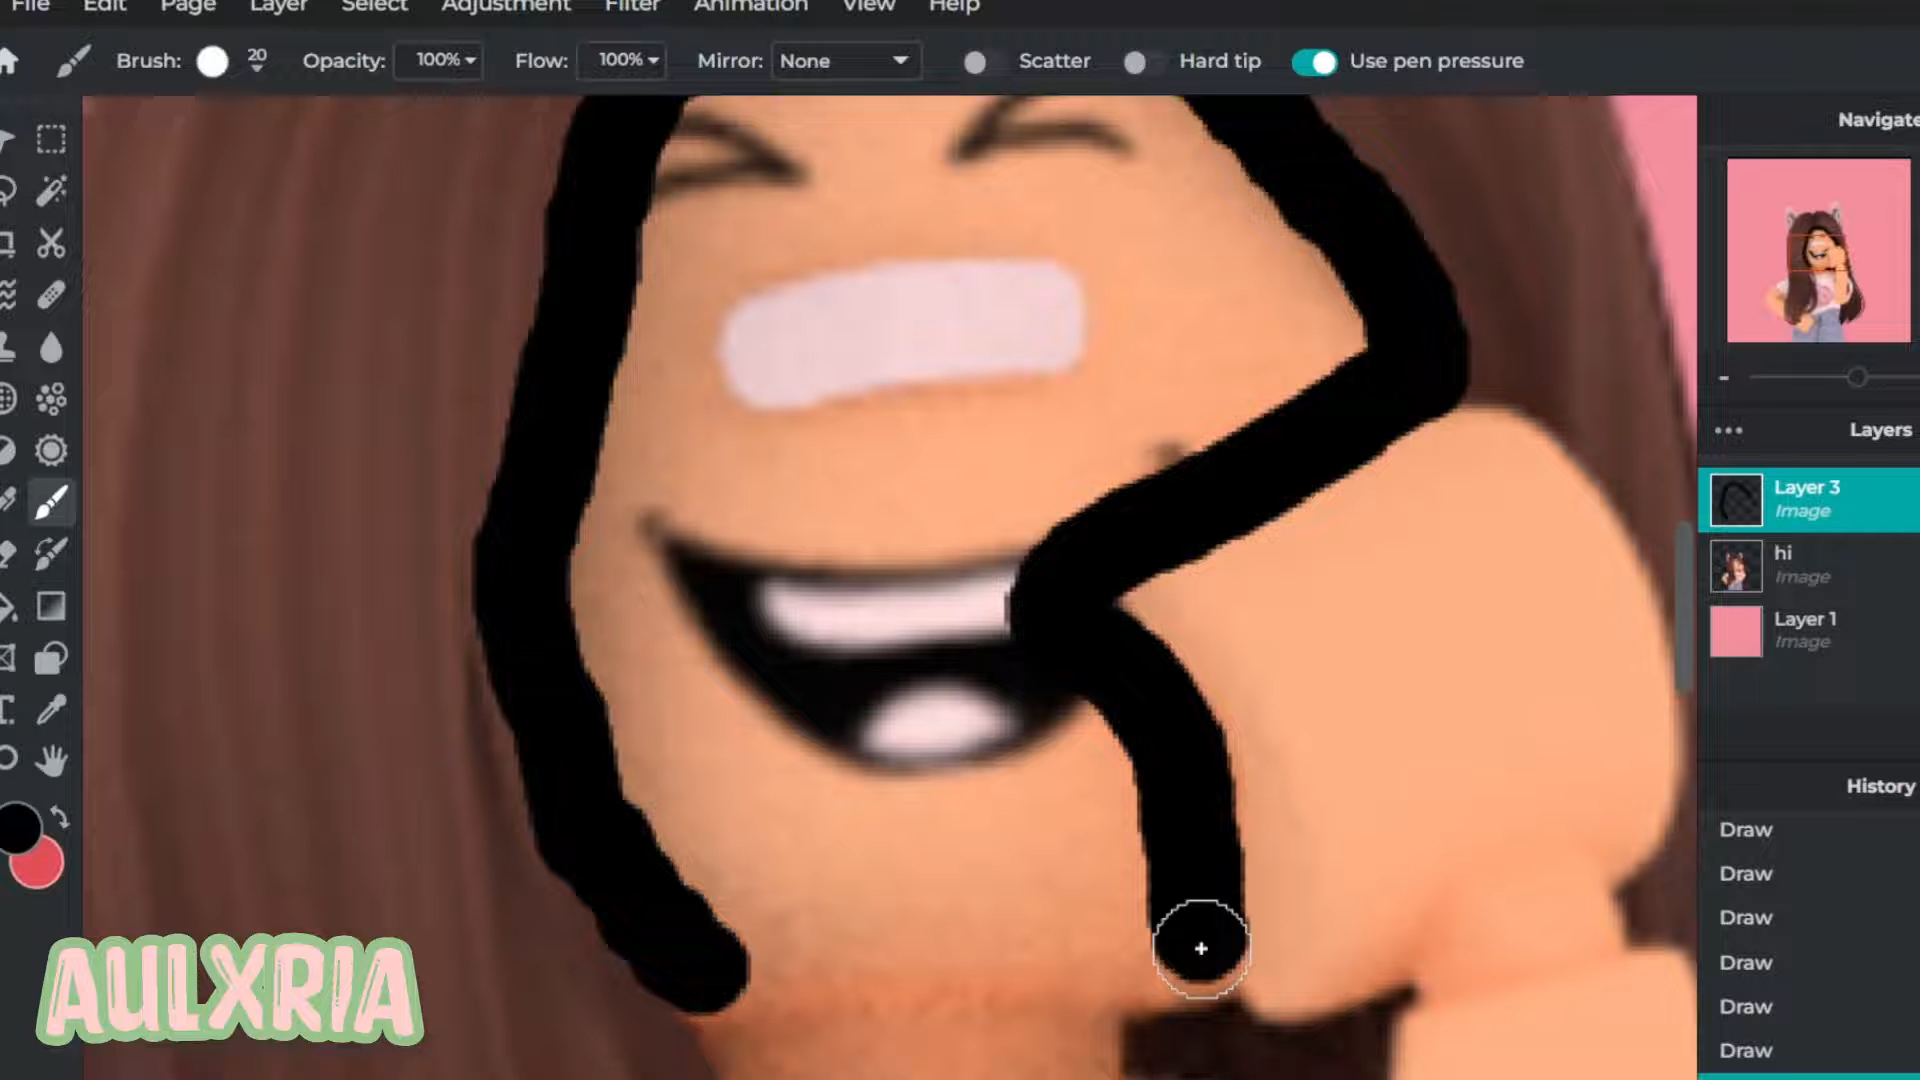 File Edit Page Layer Select Adjustment Filter Animation View Help
Brush: 20 Opacity: 100% Flow: 100% Mirror: None Scatter Hard tip Use pen pressure
Navigate
Layers
Layer 3
Image
hi
Image
Layer 1
Image
History
Draw
Draw
Draw
Draw
Draw
Draw
AULXRIA